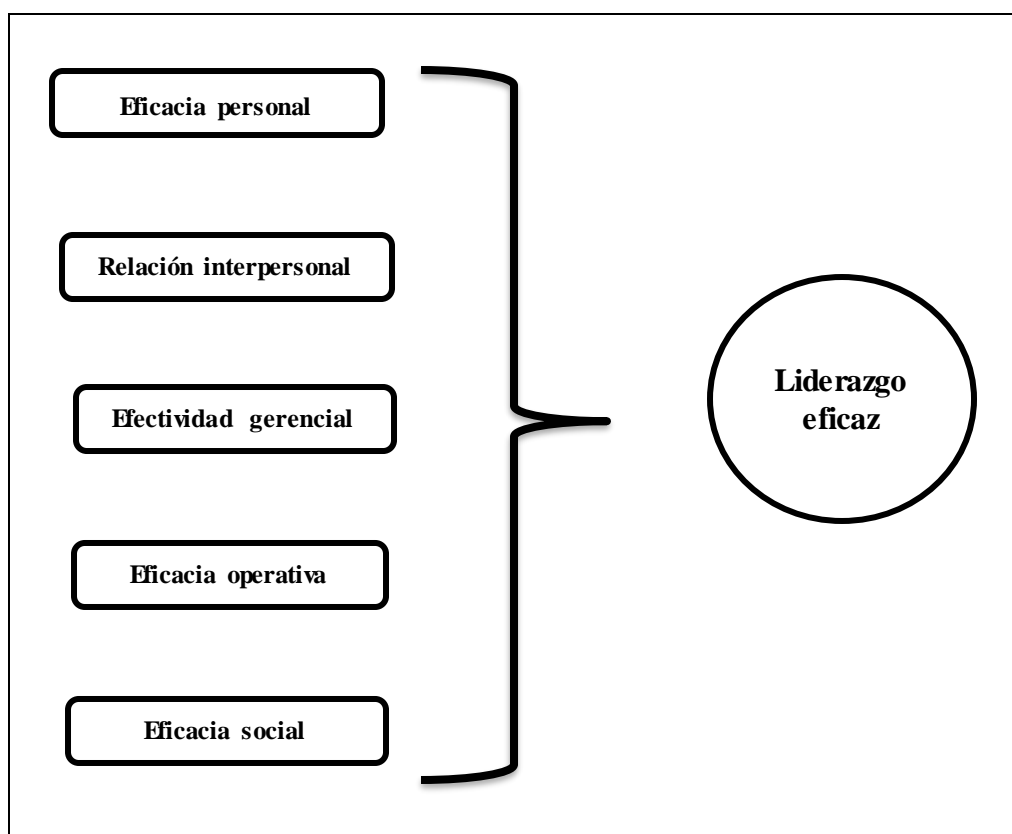 Eficacia personal
Relación interpersonal
Efectividad gerencial
Eficacia operativa
Eficacia social
Liderazgo
eficaz